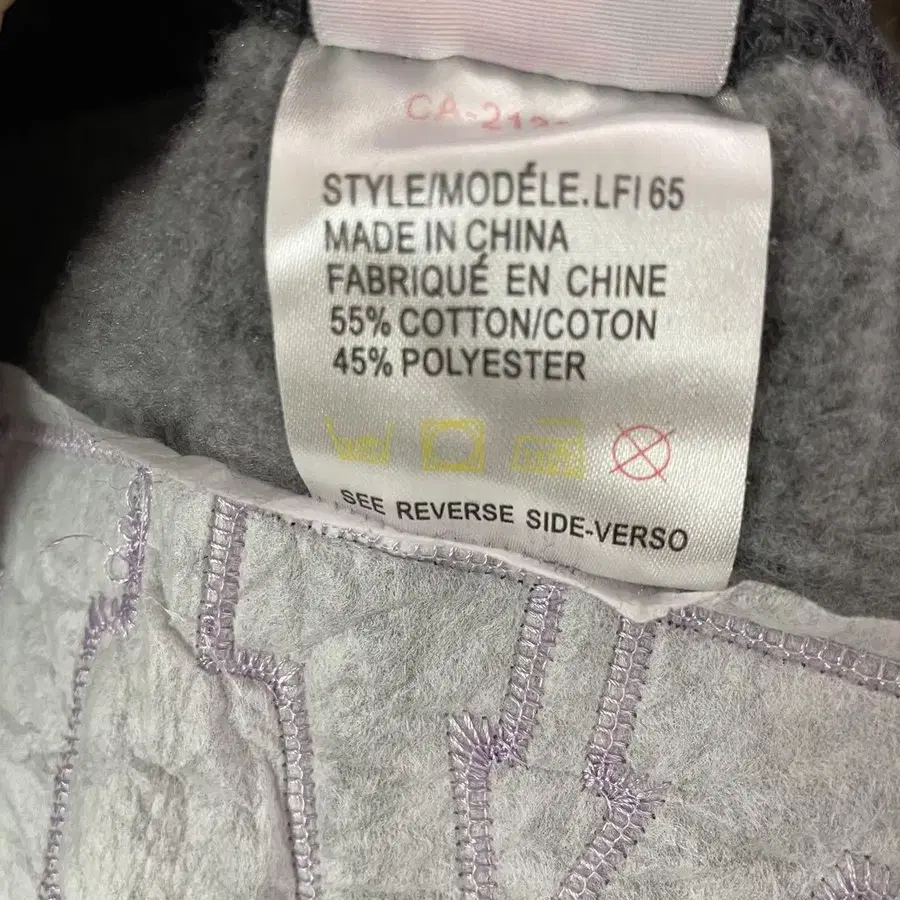 STYLE/MODÉLE.LFI 65
MADE IN CHINA
FABRIQUÉ EN CHINE
55% COTTON/COTON
45% POLYESTER
SEE REVERSE SIDE-VERSO